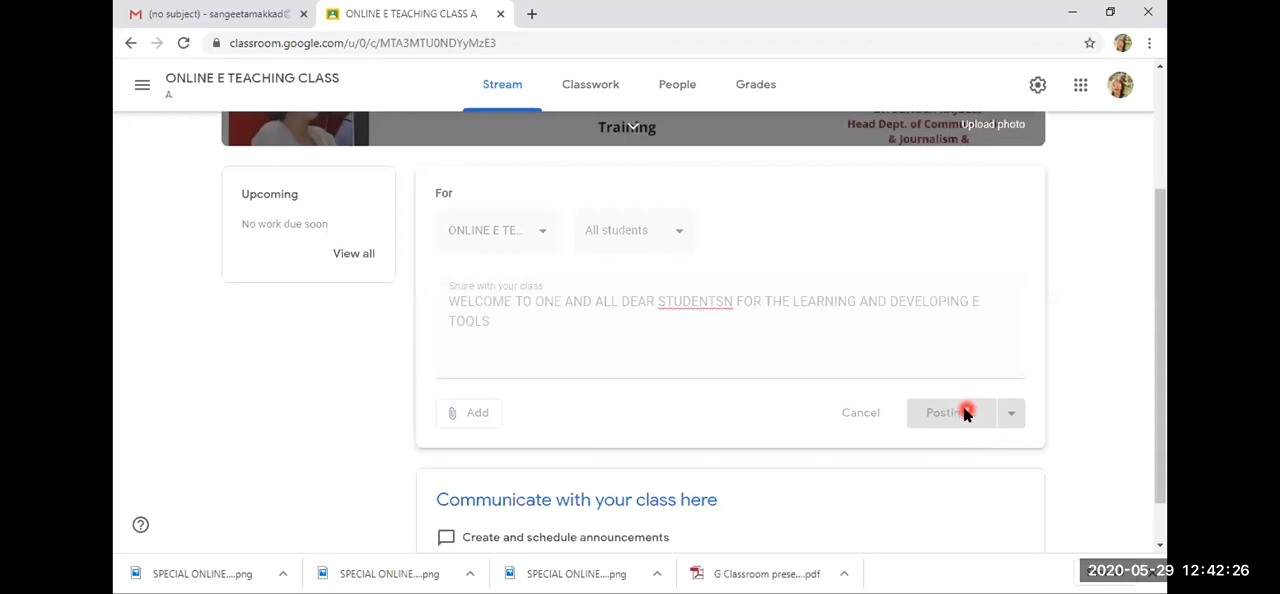 (no subject) - sangeetamakkad@
ONLINE E TEACHING CLASS A
classroom.google.com/u/0/c/MTA3MTU0NDYyMzE3
ONLINE E TEACHING CLASS
A
Stream
Classwork
People
Grades
Training
Head Dept. of Comm
& Journalism &
Upload photo
Upcoming
No work due soon
View all
For
ONLINE E TE...
All students
Share with your class
WELCOME TO ONE AND ALL DEAR STUDENTSN FOR THE LEARNING AND DEVELOPING E
TOOLS
Add
Cancel
Postin
Communicate with your class here
Create and schedule announcements
SPECIAL ONLINE....png
SPECIAL ONLINE....png
SPECIAL ONLINE....png
G Classroom prese....pdf
2020-05-29 12:42:26